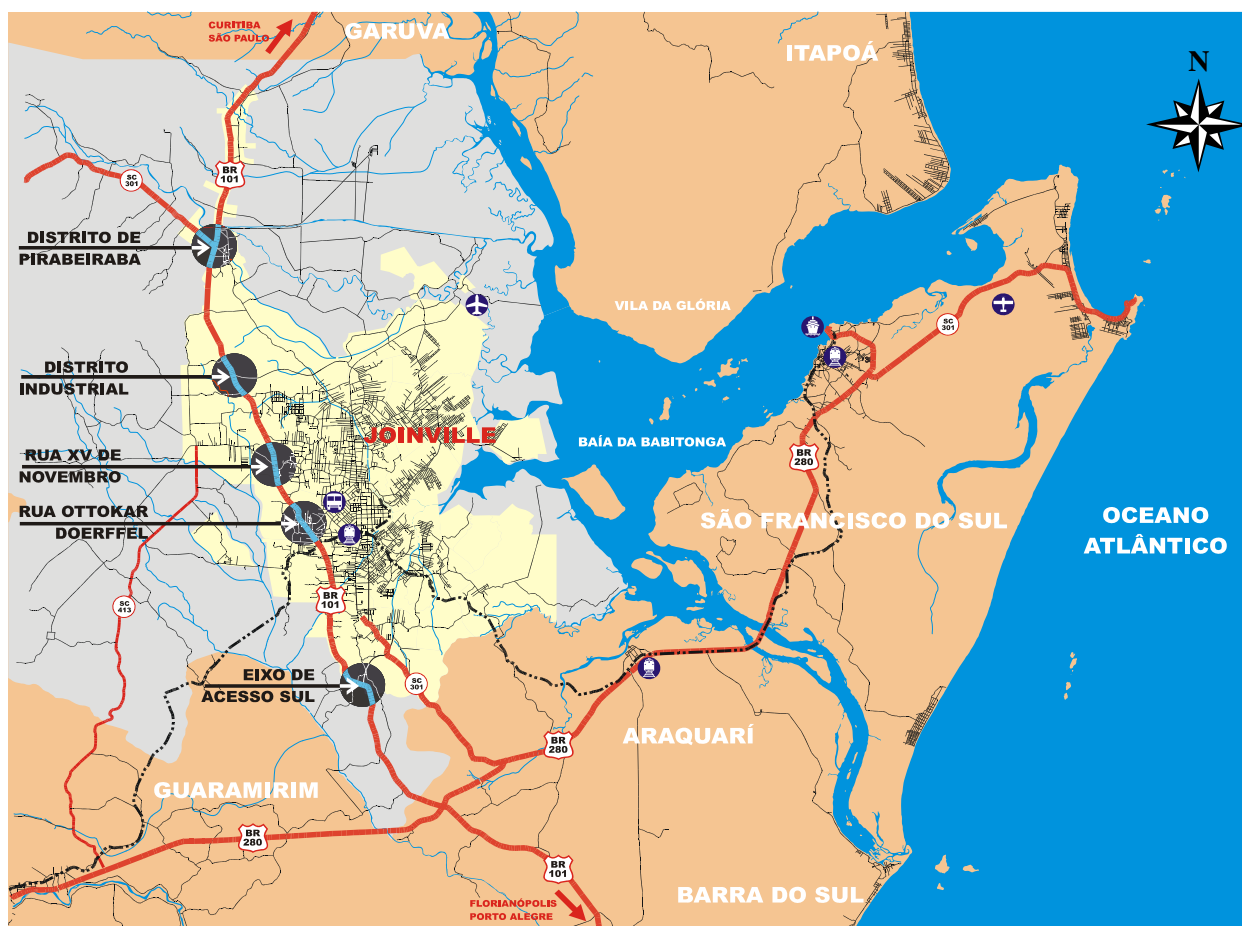 CURITIBA
SÃO PAULO
GARUVA
ITAPOÁ
N
BR
101
SC
301
DISTRITO DE
PIRABEIRABA
VILA DA GLÓRIA
SC
301
DISTRITO
INDUSTRIAL
JOINVILLE
BAÍA DA BABITONGA
BR
280
RUA XV DE
NOVEMBRO
RUA OTTOKAR
DOERFFEL
SÃO FRANCISCO DO SUL
OCEANO
ATLÂNTICO
SC
413
BR
101
EIXO DE
ACESSO SUL
SC
301
ARAQUARÍ
BR
280
GUARAMIRIM
BR
280
BR
101
BARRA DO SUL
FLORIANÓPOLIS
PORTO ALEGRE